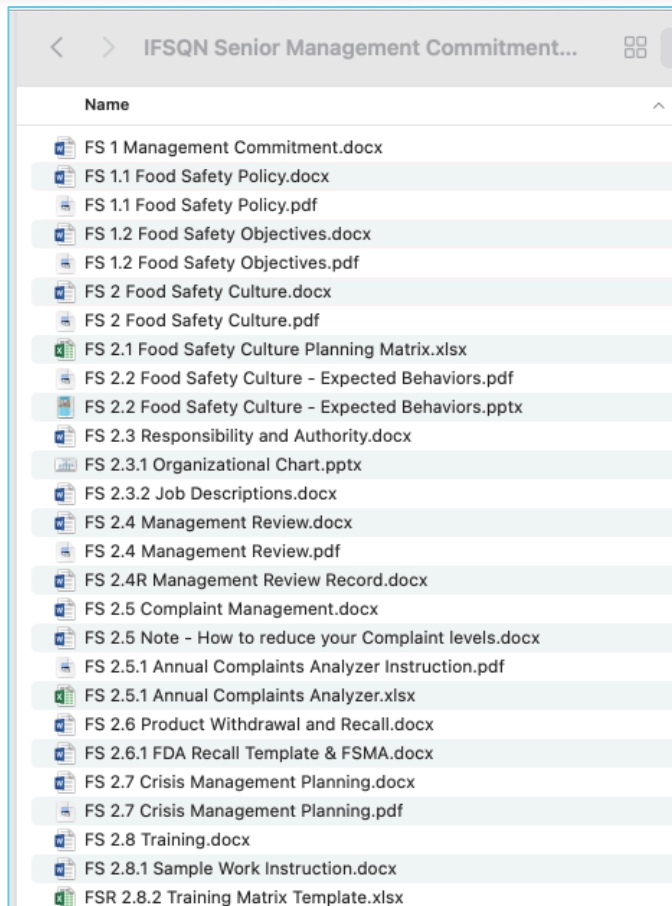 IFSQN Senior Management Commitment...
Name
FS 1 Management Commitment.docx
FS 1.1 Food Safety Policy.docx
FS 1.1 Food Safety Policy.pdf
FS 1.2 Food Safety Objectives.docx
FS 1.2 Food Safety Objectives.pdf
FS 2 Food Safety Culture.docx
FS 2 Food Safety Culture.pdf
FS 2.1 Food Safety Culture Planning Matrix.xlsx
FS 2.2 Food Safety Culture - Expected Behaviors.pdf
FS 2.2 Food Safety Culture - Expected Behaviors.pptx
FS 2.3 Responsibility and Authority.docx
FS 2.3.1 Organizational Chart.pptx
FS 2.3.2 Job Descriptions.docx
FS 2.4 Management Review.docx
FS 2.4 Management Review.pdf
FS 2.4R Management Review Record.docx
FS 2.5 Complaint Management.docx
FS 2.5 Note - How to reduce your Complaint levels.docx
FS 2.5.1 Annual Complaints Analyzer Instruction.pdf
FS 2.5.1 Annual Complaints Analyzer.xlsx
FS 2.6 Product Withdrawal and Recall.docx
FS 2.6.1 FDA Recall Template & FSMA.docx
FS 2.7 Crisis Management Planning.docx
FS 2.7 Crisis Management Planning.pdf
FS 2.8 Training.docx
FS 2.8.1 Sample Work Instruction.docx
FSR 2.8.2 Training Matrix Template.xlsx